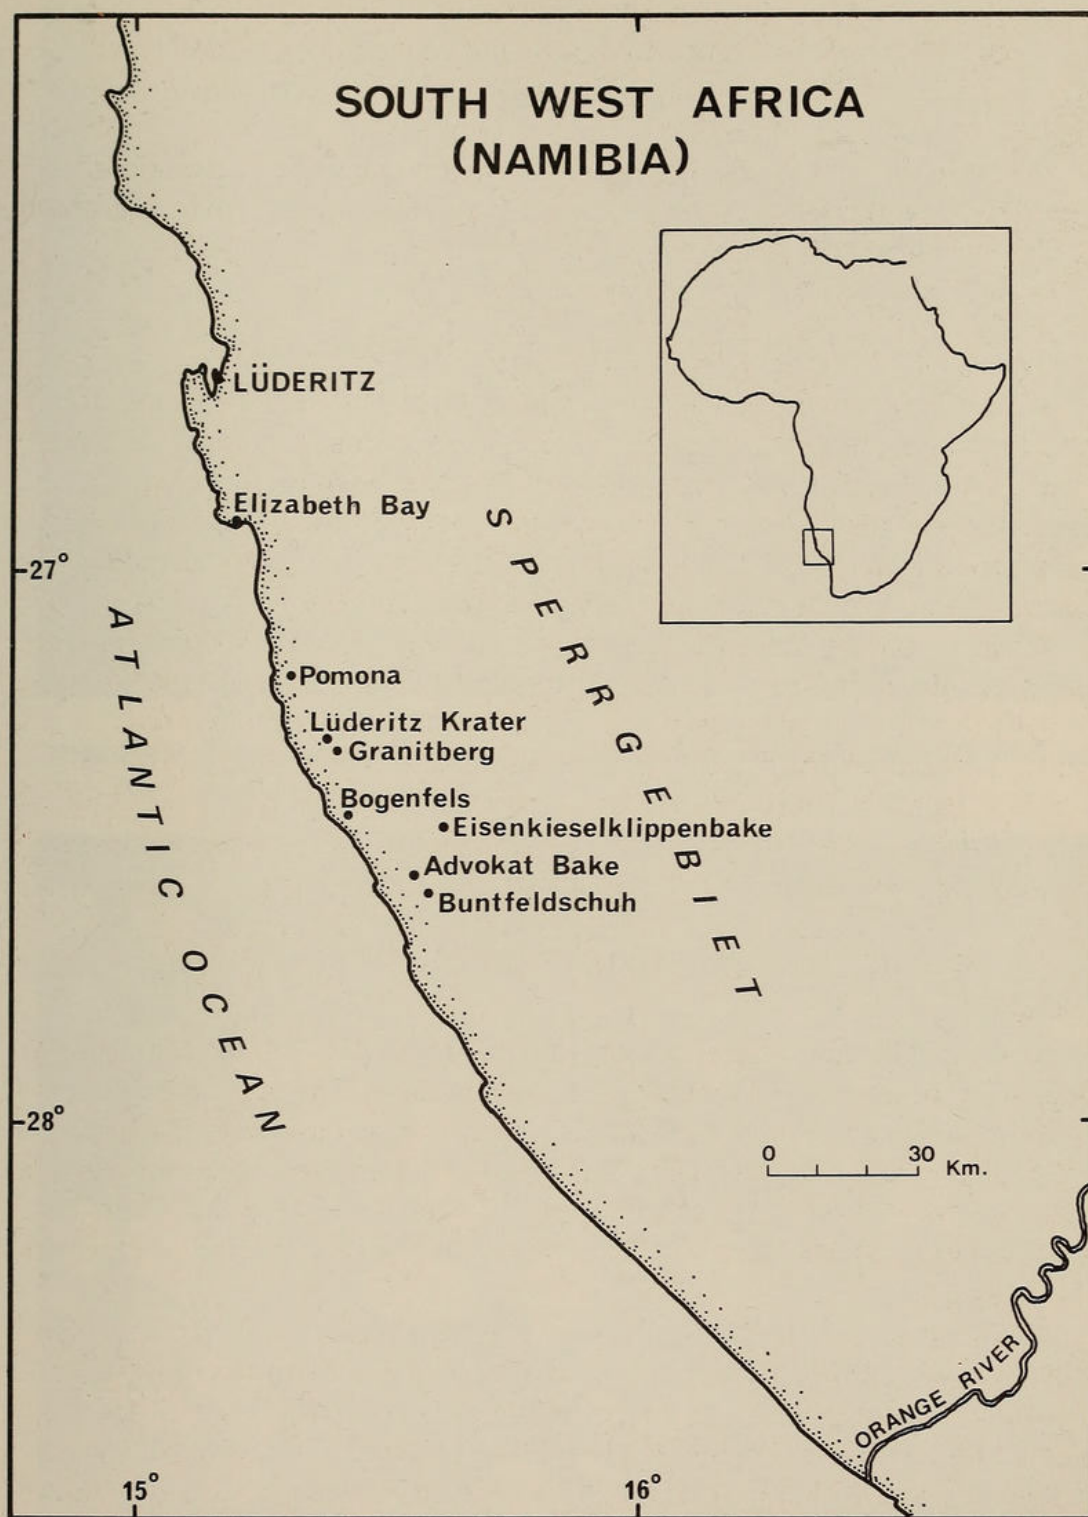 SOUTH WEST AFRICA
(NAMIBIA)
LÜDERITZ
Elizabeth Bay
27°
SPERRGEBIET
ATLANTIC OCEAN
Pomona
Lüderitz Krater
Granitberg
Bogenfels
Eisenkieselklippenbake
Advokat Bake
Buntfeldschuh
28°
0 30 Km.
ORANGE RIVER
15° 16°